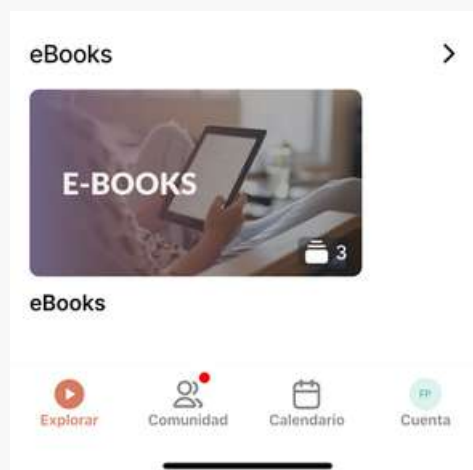 eBooks
E-BOOKS
3
eBooks
FP
Explorar
Comunidad
Calendario
Cuenta